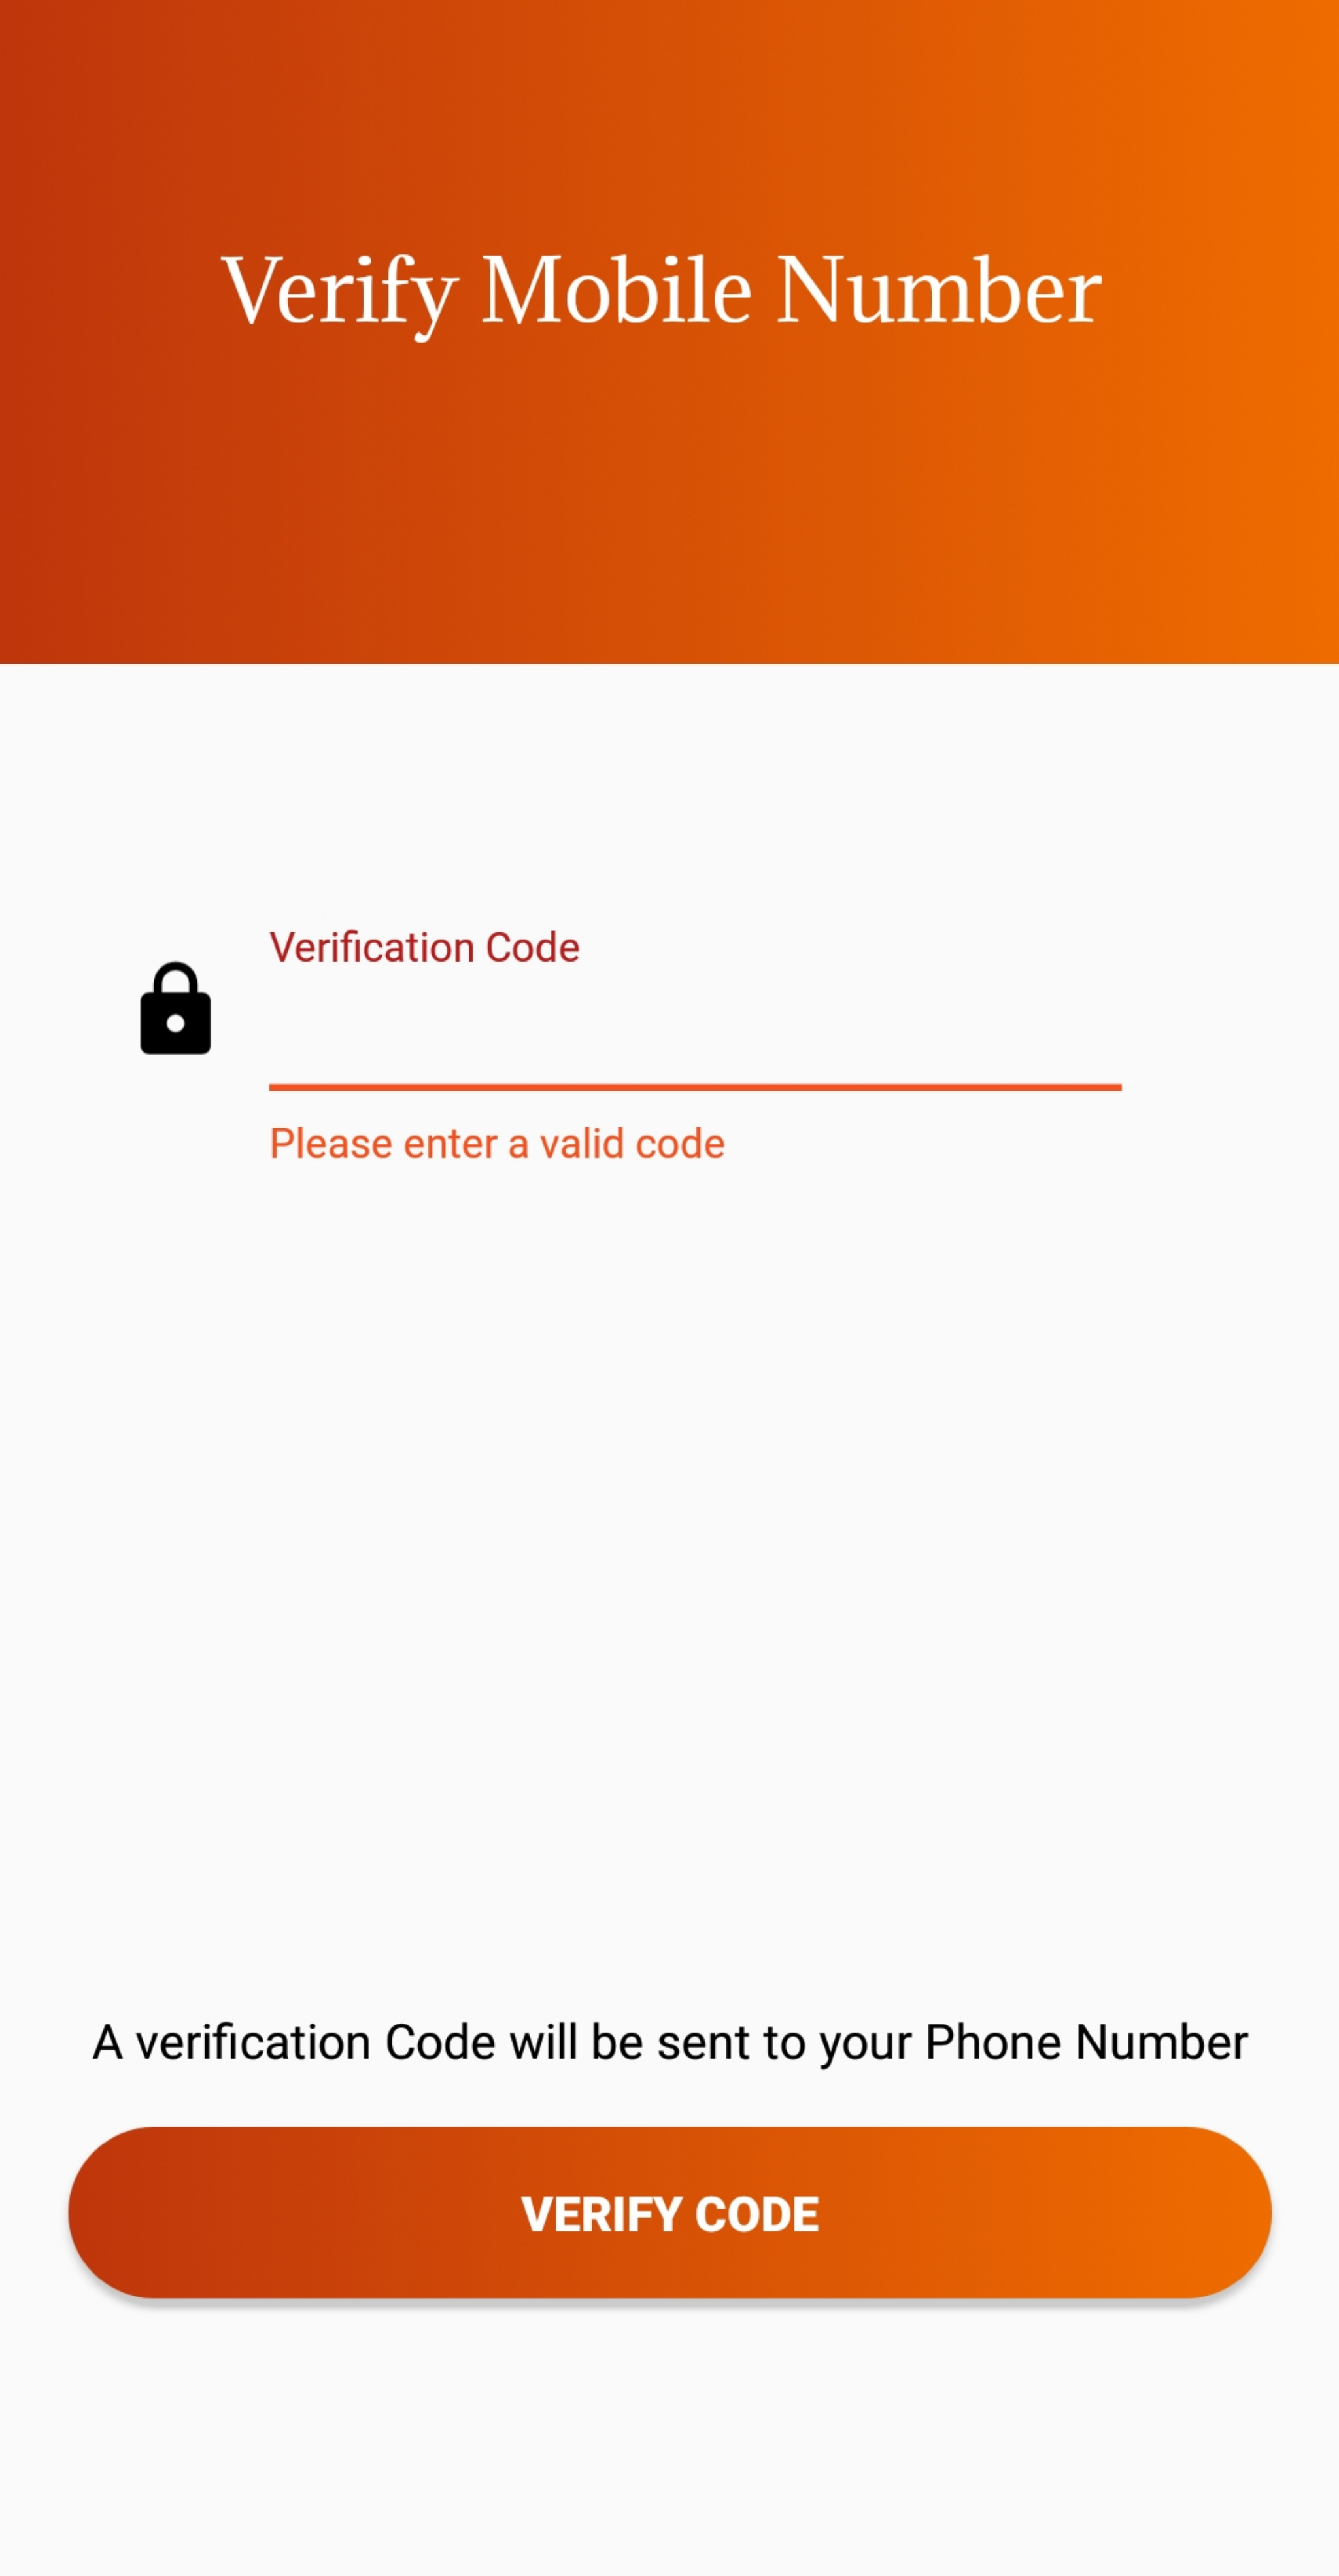 Verify Mobile Number
Verification Code
Please enter a valid code
A verification Code will be sent to your Phone Number
VERIFY CODE